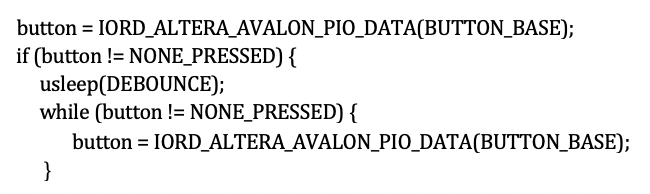 button = IORD_ALTERA_AVALON_PIO_DATA(BUTTON_BASE);
if (button != NONE_PRESSED) {
usleep(DEBOUNCE);
while (button != NONE_PRESSED) {
button = IORD_ALTERA_AVALON_PIO_DATA(BUTTON_BASE);
}